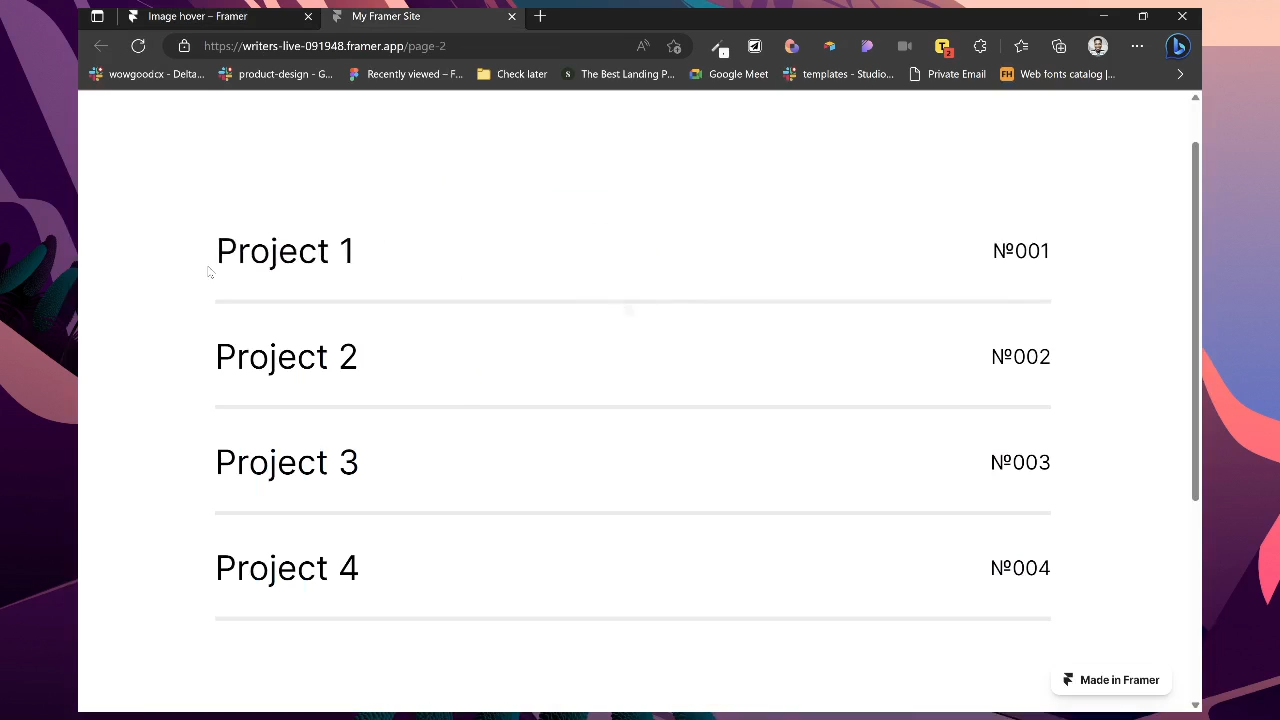 Image hover – Framer
My Framer Site
https://writers-live-091948.framer.app/page-2
2
wowgoodcx - Delta...
product-design - G...
Recently viewed – F...
Check later
S
The Best Landing P...
Google Meet
templates - Studio...
Private Email
FH
Web fonts catalog |...
Project 1
№001
Project 2
№002
Project 3
№003
Project 4
№004
Made in Framer